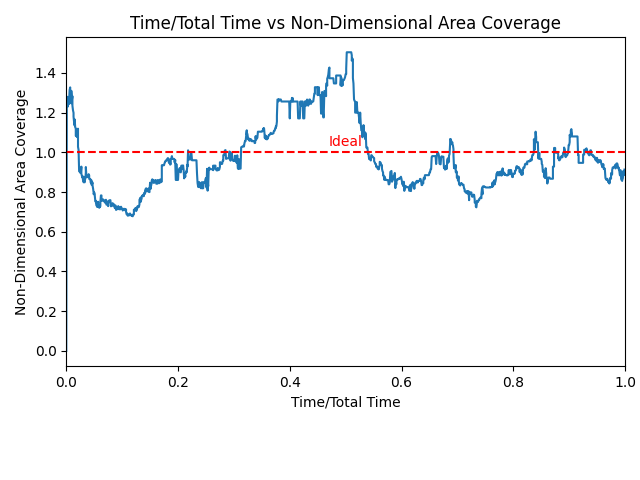 Time/Total Time vs Non-Dimensional Area Coverage
Non-Dimensional Area Coverage
1.4
1.2
1.0
0.8
0.6
0.4
0.2
0.0
Ideal
0.0 0.2 0.4 0.6 0.8 1.0
Time/Total Time